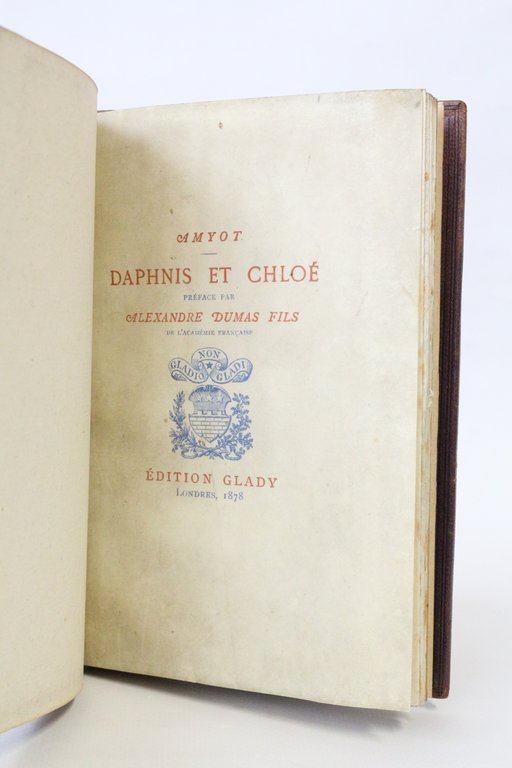 AMYOT
DAPHNIS ET CHLOÉ
PRÉFACE PAR
ALEXANDRE DUMAS FILS
DE L'ACADÉMIE FRANÇAISE
NON
GLADIO GLADI
ÉDITION GLADY
LONDRES, 1878